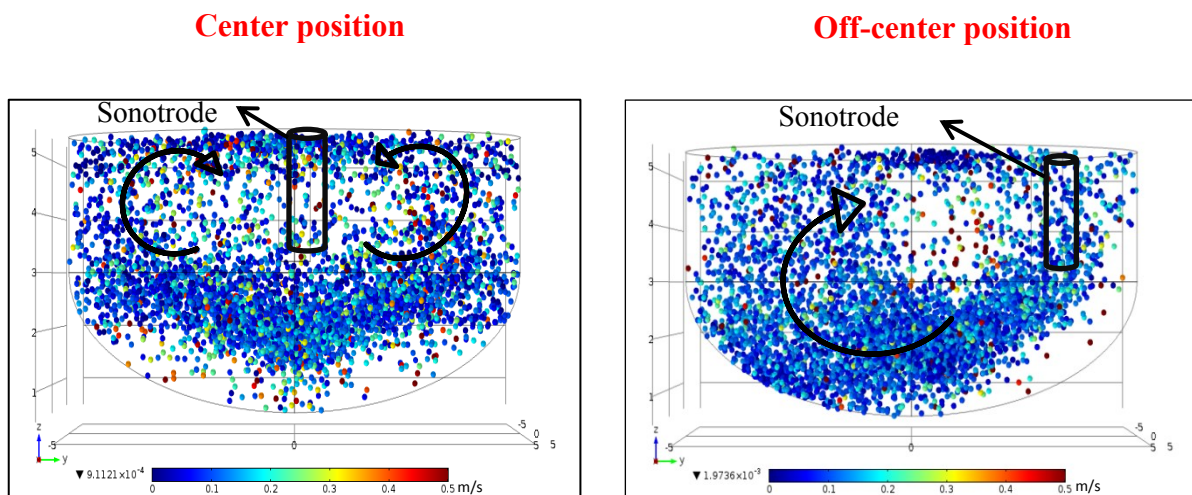 Center position
Off-center position
Sonotrode
5
4
3
2
1
-5
0
5
-5
0
5
z
y
▼ 9.1121×10⁻⁴
0 0.1 0.2 0.3 0.4 0.5 m/s
Sonotrode
5
4
3
2
1
-5
0
5
-5
0
5
z
y
▼ 1.9736×10⁻³
0 0.1 0.2 0.3 0.4 0.5 m/s